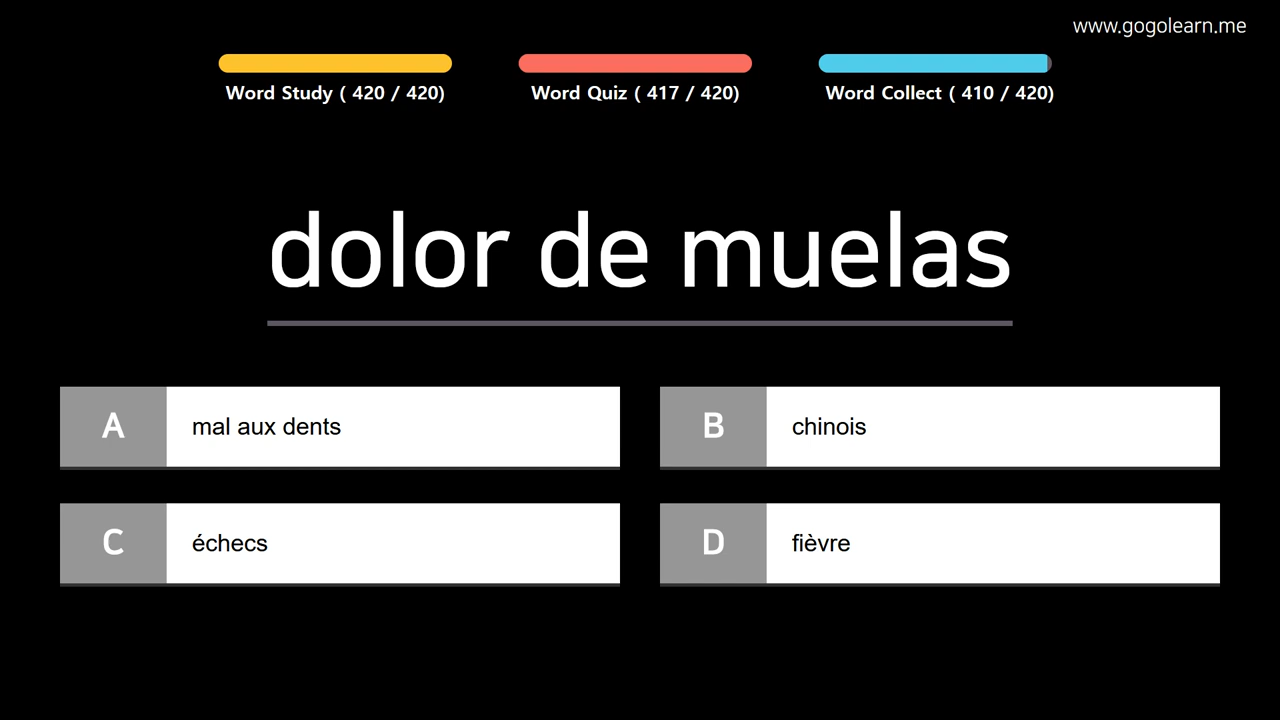 www.gogolearn.me
Word Study ( 420 / 420)
Word Quiz ( 417 / 420)
Word Collect ( 410 / 420)
dolor de muelas
A
mal aux dents
B
chinois
C
échecs
D
fièvre